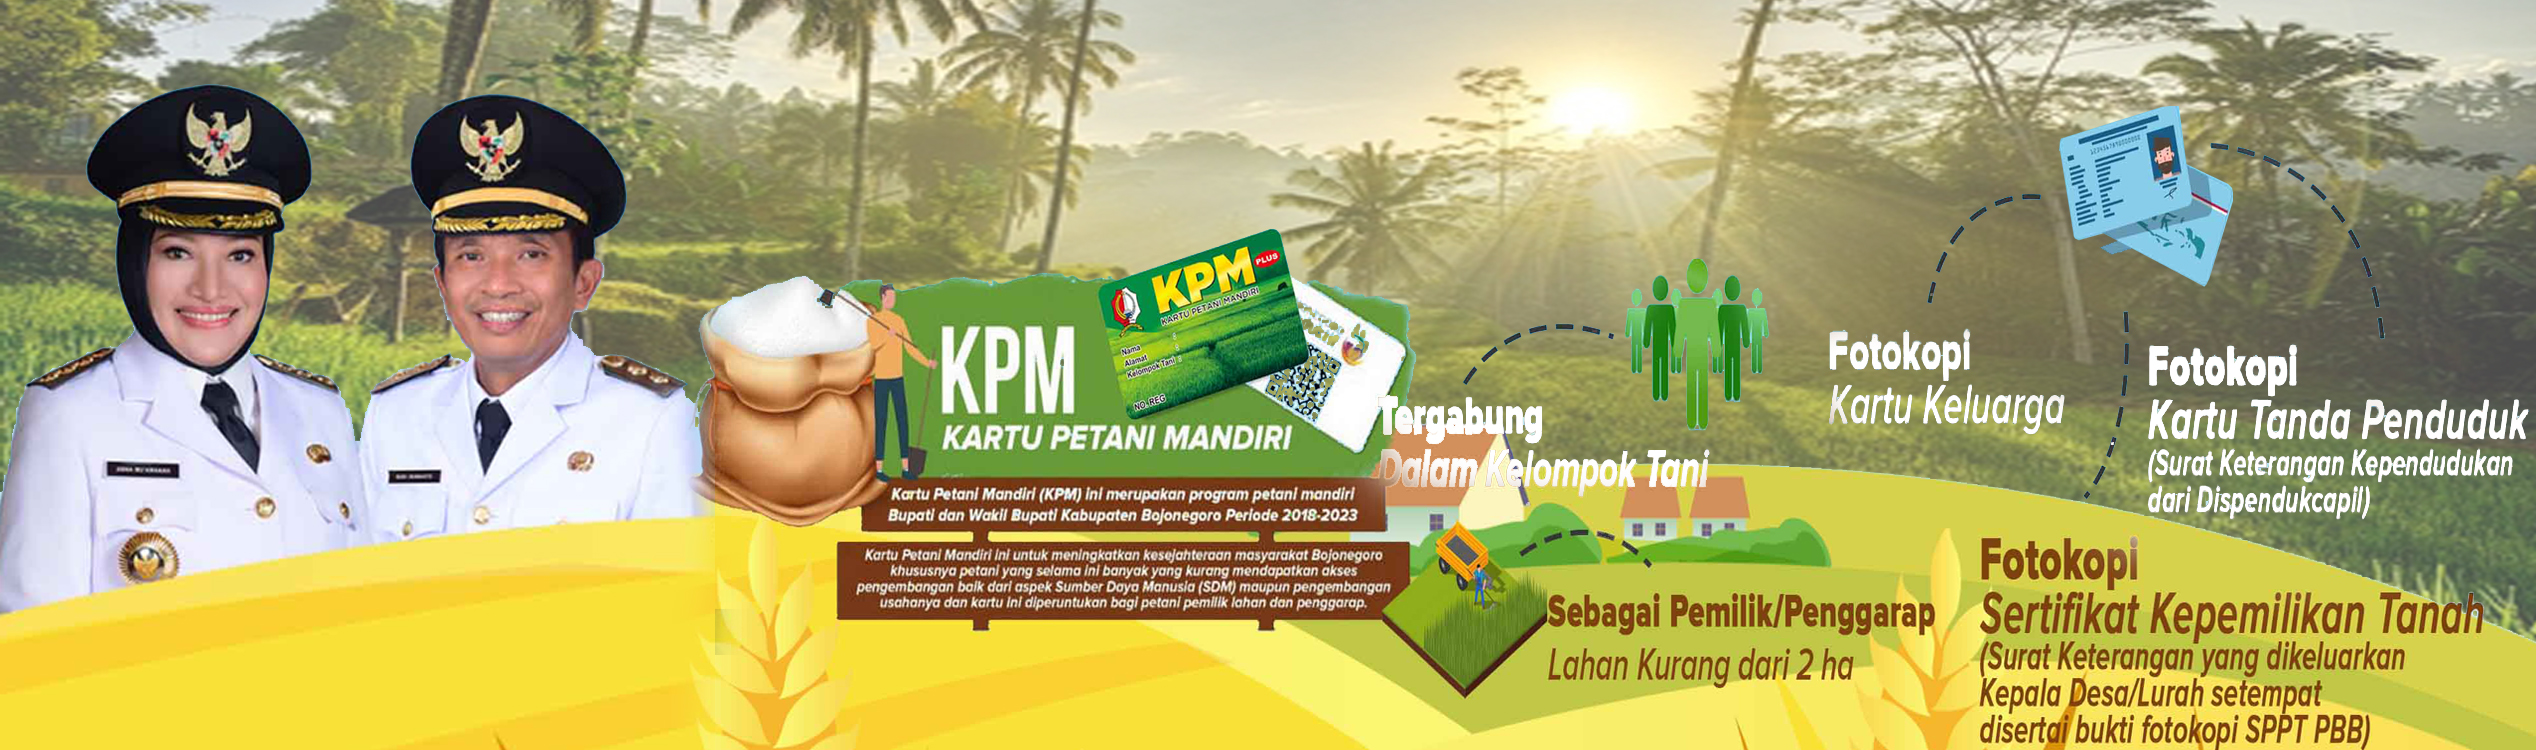 KPM PLUS
KARTU PETANI MANDIRI
Nama :
Alamat :
Kelompok Tani :
NO. REG
KPM
KARTU PETANI MANDIRI
Kartu Petani Mandiri (KPM) ini merupakan program petani mandiri
Bupati dan Wakil Bupati Kabupaten Bojonegoro Periode 2018-2023
Kartu Petani Mandiri ini untuk meningkatkan kesejahteraan masyarakat Bojonegoro
khususnya petani yang selama ini banyak yang kurang mendapatkan akses
pengembangan baik dari aspek Sumber Daya Manusia (SDM) maupun pengembangan
usahanya dan kartu ini diperuntukan bagi petani pemilik lahan dan penggarap.
Tergabung
Dalam Kelompok Tani
Sebagai Pemilik/Penggarap
Lahan Kurang dari 2 ha
Fotokopi
Kartu Keluarga
Fotokopi
Kartu Tanda Penduduk
(Surat Keterangan Kependudukan
dari Dispendukcapil)
Fotokopi
Sertifikat Kepemilikan Tanah
(Surat Keterangan yang dikeluarkan
Kepala Desa/Lurah setempat
disertai bukti fotokopi SPPT PBB)